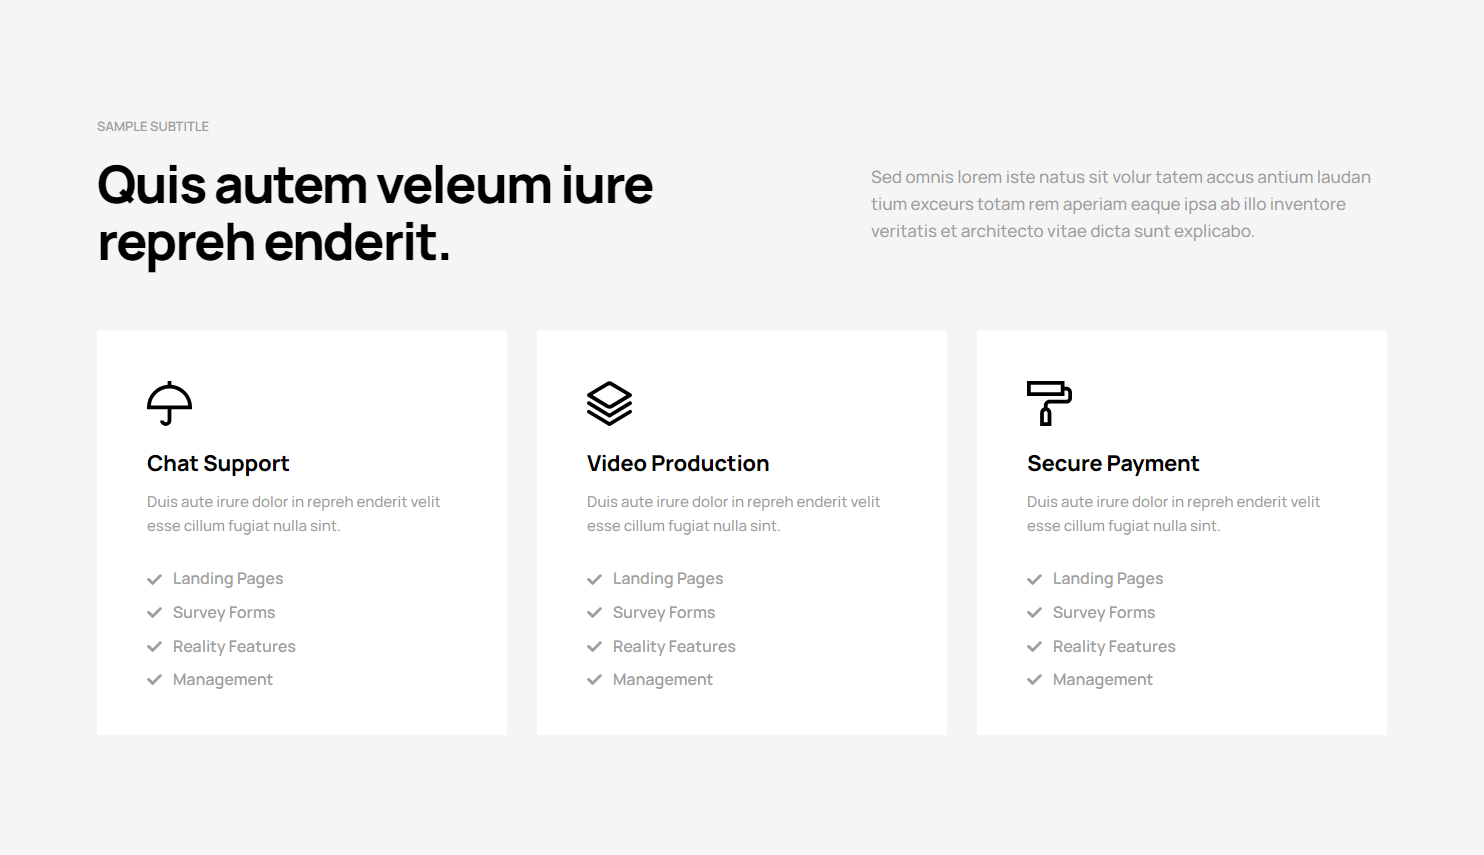 SAMPLE SUBTITLE
Quis autem veleum iure
repreh enderit.
Sed omnis lorem iste natus sit volur tatem accus antium laudan
tium exceurs totam rem aperiam eaque ipsa ab illo inventore
veritatis et architecto vitae dicta sunt explicabo.
Chat Support
Duis aute irure dolor in repreh enderit velit
esse cillum fugiat nulla sint.
Landing Pages
Survey Forms
Reality Features
Management
Video Production
Duis aute irure dolor in repreh enderit velit
esse cillum fugiat nulla sint.
Landing Pages
Survey Forms
Reality Features
Management
Secure Payment
Duis aute irure dolor in repreh enderit velit
esse cillum fugiat nulla sint.
Landing Pages
Survey Forms
Reality Features
Management